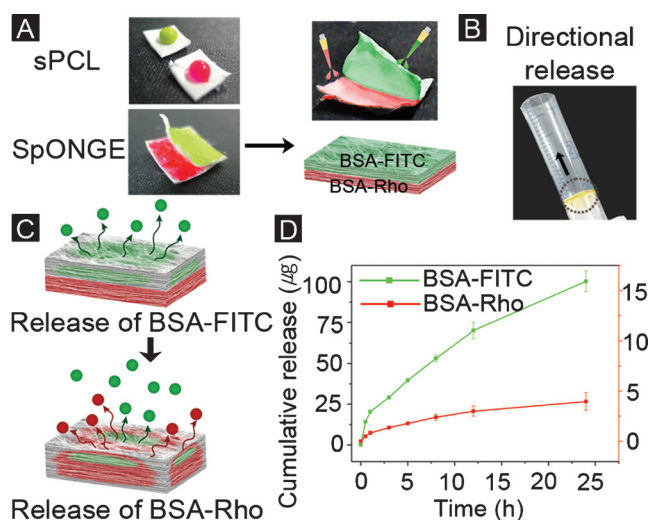 A
sPCL
SpONGE
BSA-FITC
BSA-Rho
B
Directional
release
C
Release of BSA-FITC
Release of BSA-Rho
D
Cumulative release (µg)
100
75
50
25
0
BSA-FITC
BSA-Rho
15
10
5
0
0 5 10 15 20 25
Time (h)